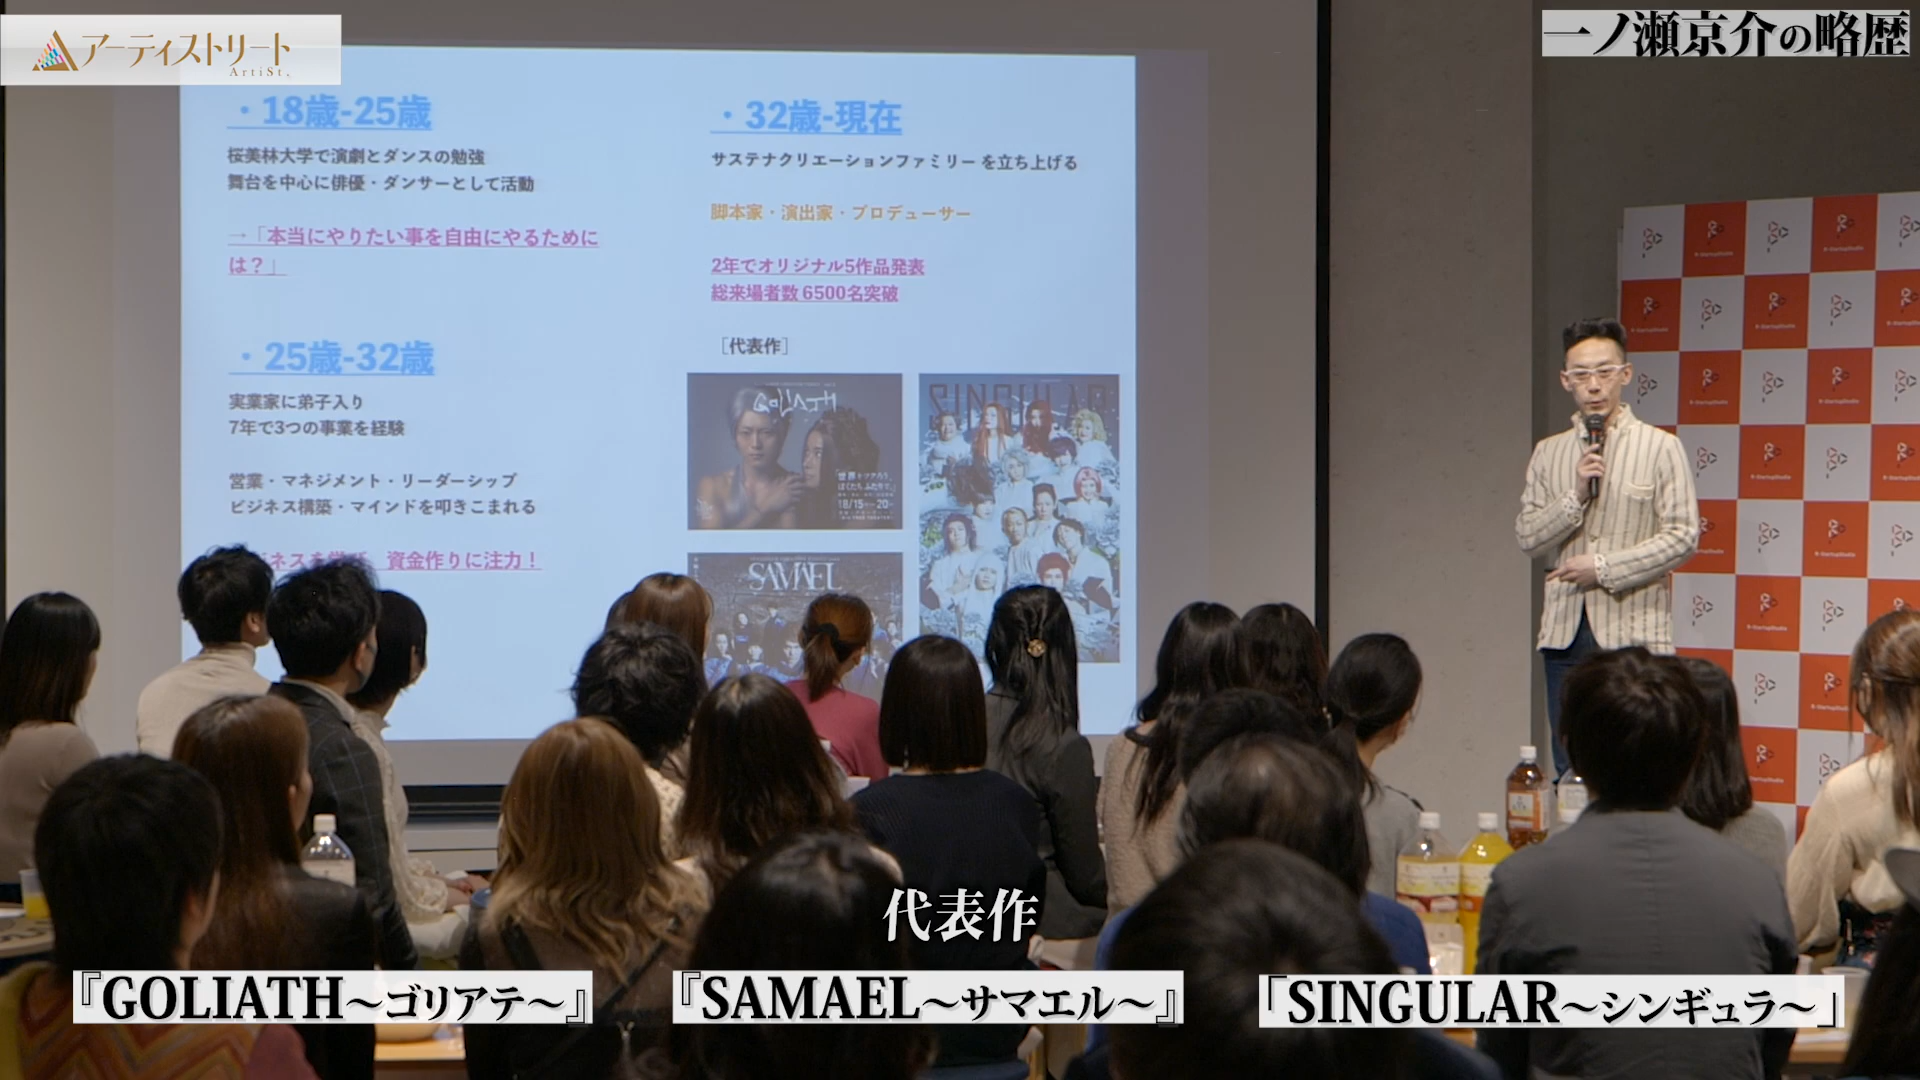 アーティストリート
ArtiSt.
一ノ瀬京介の略歴
・18歳-25歳
桜美林大学で演劇とダンスの勉強
舞台を中心に俳優・ダンサーとして活動
→「本当にやりたい事を自由にやるために
は？」
・25歳-32歳
実業家に弟子入り
7年で3つの事業を経験
営業・マネジメント・リーダーシップ
ビジネス構築・マインドを叩きこまれる
資金作りに注力！
・32歳-現在
サステナクリエーションファミリー を立ち上げる
脚本家・演出家・プロデューサー
2年でオリジナル5作品発表
総来場者数 6500名突破
［代表作］
GOLIATH
SINGULAR
SAMAEL
R-StartupStudio
代表作
『GOLIATH～ゴリアテ～』
『SAMAEL～サマエル～』
「SINGULAR～シンギュラ～」